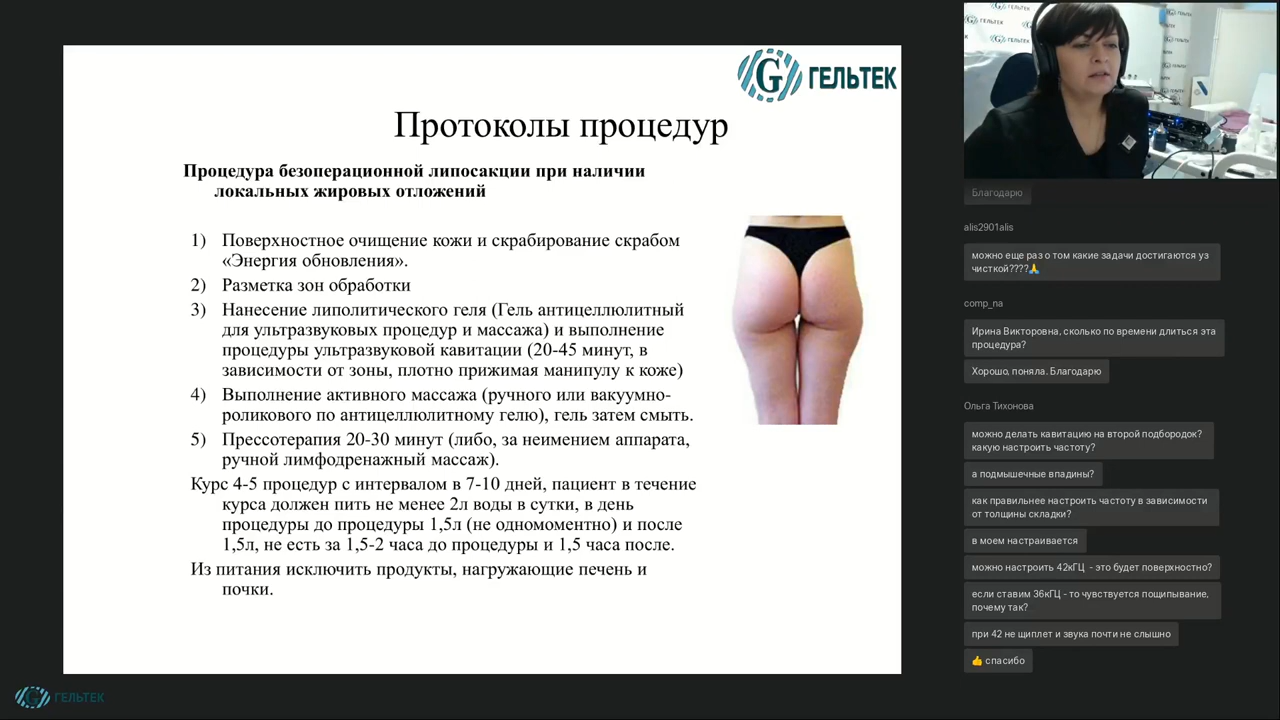 ГЕЛЬТЕК
Протоколы процедур
Процедура безоперационной липосакции при наличии
локальных жировых отложений
1) Поверхностное очищение кожи и скрабирование скрабом
«Энергия обновления».
2) Разметка зон обработки
3) Нанесение липолитического геля (Гель антицеллюлитный
для ультразвуковых процедур и массажа) и выполнение
процедуры ультразвуковой кавитации (20-45 минут, в
зависимости от зоны, плотно прижимая манипулу к коже)
4) Выполнение активного массажа (ручного или вакуумно-
роликового по антицеллюлитному гелю), гель затем смыть.
5) Прессотерапия 20-30 минут (либо, за неимением аппарата,
ручной лимфодренажный массаж).
Курс 4-5 процедур с интервалом в 7-10 дней, пациент в течение
курса должен пить не менее 2л воды в сутки, в день
процедуры до процедуры 1,5л (не одномоментно) и после
1,5л, не есть за 1,5-2 часа до процедуры и 1,5 часа после.
Из питания исключить продукты, нагружающие печень и
почки.
ГЕЛЬТЕК
Благодарю
alis2901alis
можно еще раз о том какие задачи достигаются уз
чисткой????🙏
comp_na
Ирина Викторовна, сколько по времени длиться эта
процедура?
Хорошо, поняла. Благодарю
Ольга Тихонова
можно делать кавитацию на второй подбородок?
какую настроить частоту?
а подмышечные впадины?
как правильнее настроить частоту в зависимости
от толщины складки?
в моем настраивается
можно настроить 42кГЦ - это будет поверхностно?
если ставим 36кГЦ - то чувствуется пощипывание,
почему так?
при 42 не щиплет и звука почти не слышно
👍 спасибо